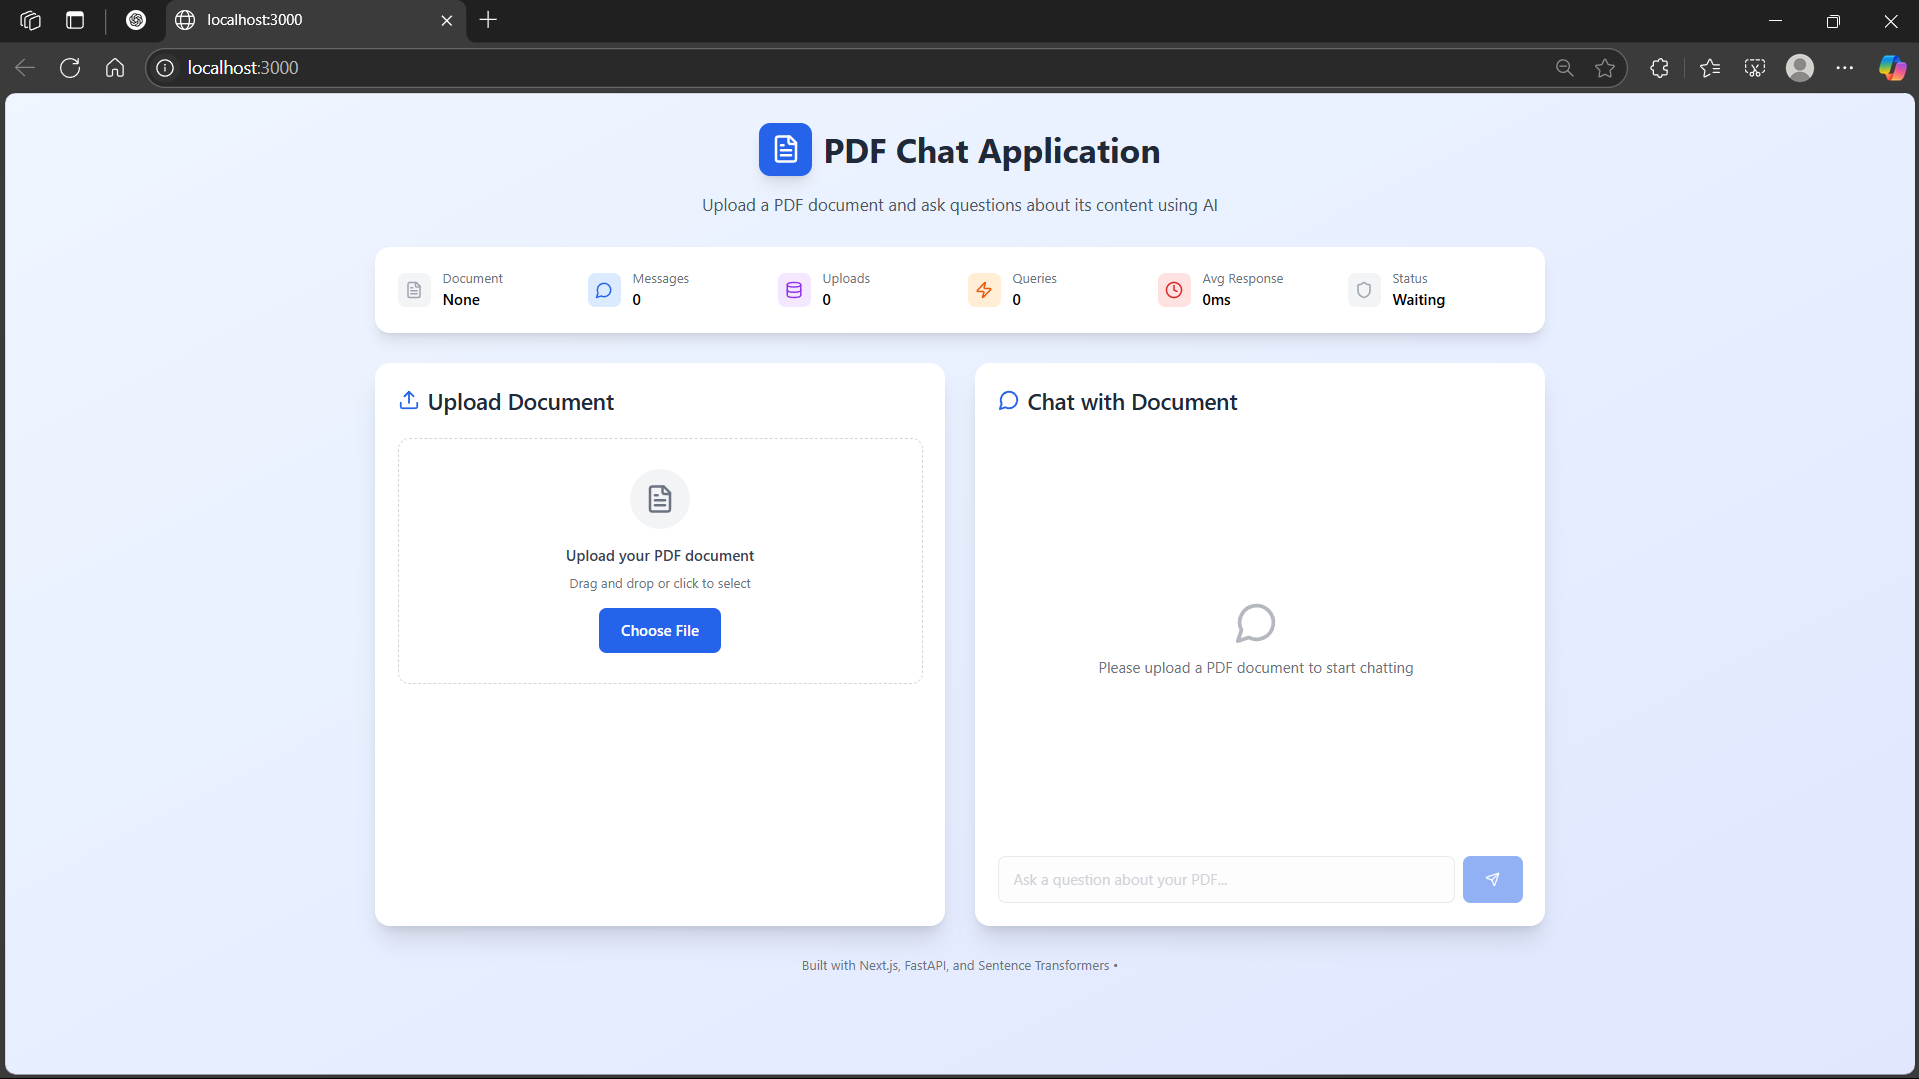 localhost:3000
localhost:3000
PDF Chat Application
Upload a PDF document and ask questions about its content using AI
Document
None
Messages
0
Uploads
0
Queries
0
Avg Response
0ms
Status
Waiting
Upload Document
Upload your PDF document
Drag and drop or click to select
Choose File
Chat with Document
Please upload a PDF document to start chatting
Ask a question about your PDF...
Built with Next.js, FastAPI, and Sentence Transformers •